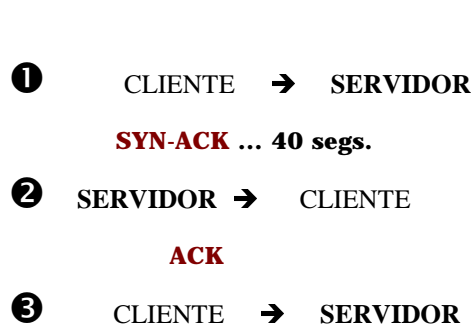 ❶ CLIENTE ➔ SERVIDOR
SYN-ACK ... 40 segs.
❷ SERVIDOR ➔ CLIENTE
ACK
❸ CLIENTE ➔ SERVIDOR